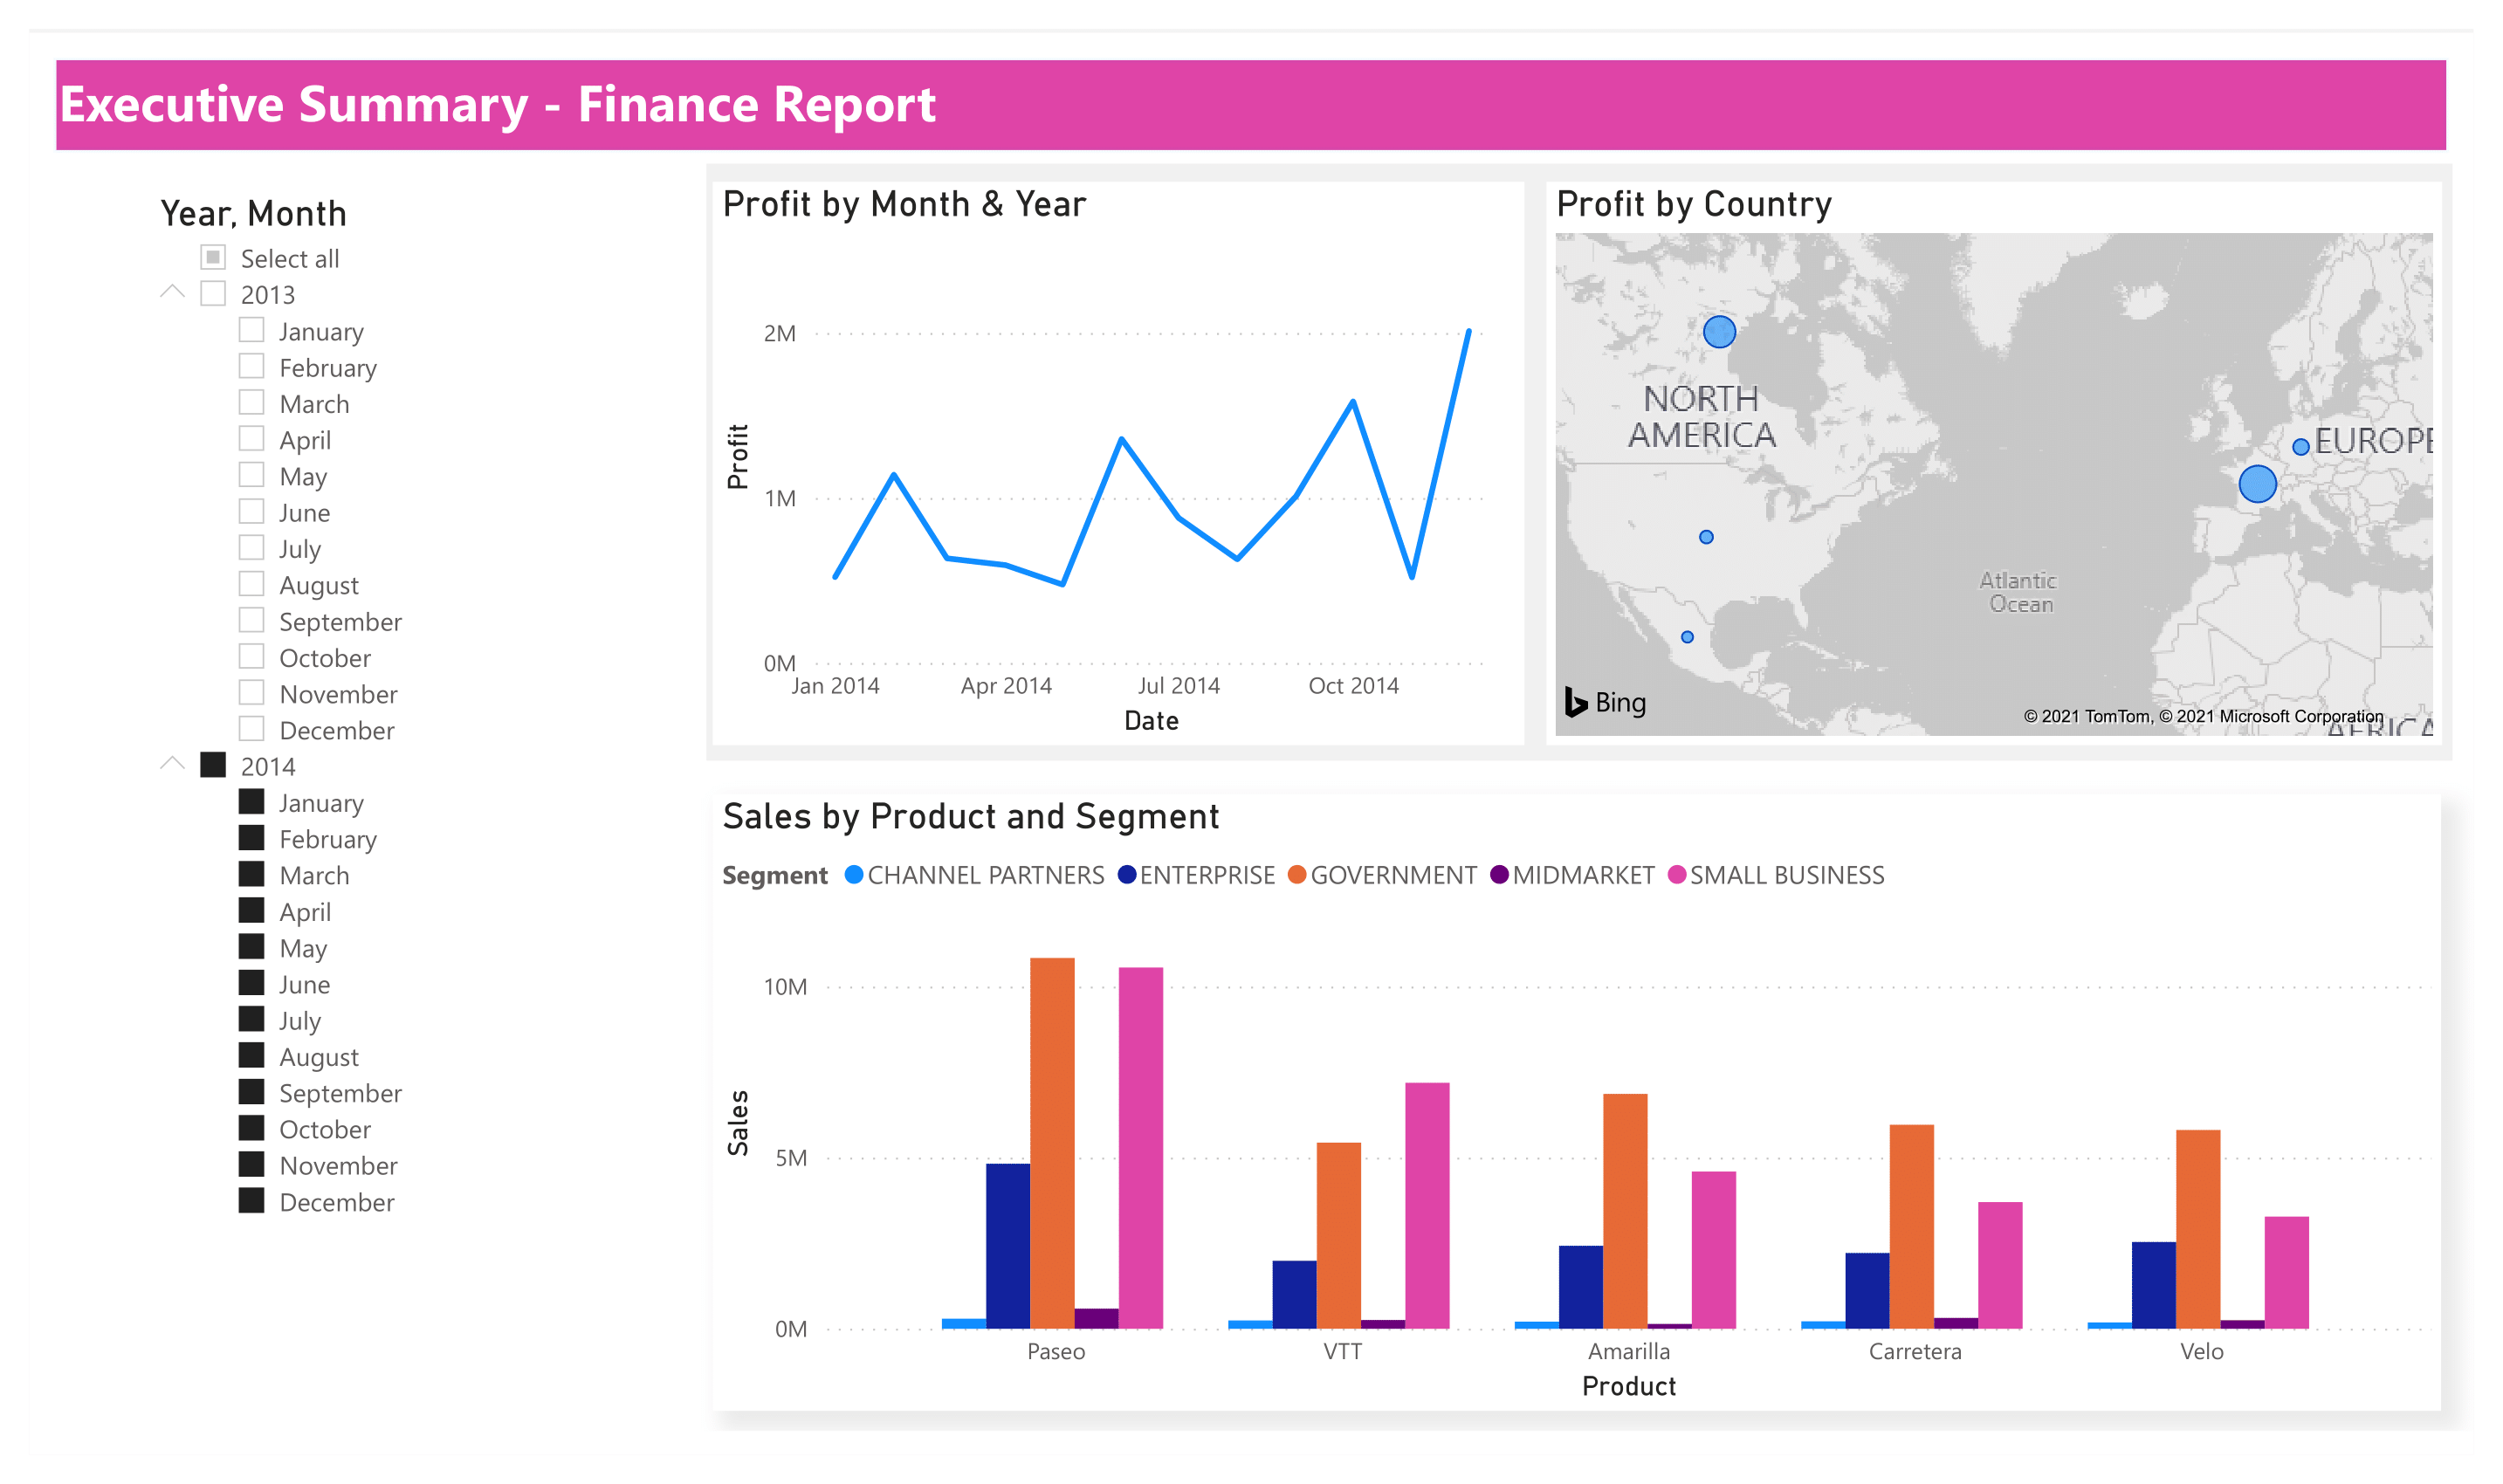 Executive Summary - Finance Report
Year, Month
Select all
2013
January
February
March
April
May
June
July
August
September
October
November
December
2014
January
February
March
April
May
June
July
August
September
October
November
December
Profit by Month & Year
Profit
2M
1M
0M
Jan 2014 Apr 2014 Jul 2014 Oct 2014
Date
Profit by Country
NORTH
AMERICA
EUROPE
Atlantic
Ocean
Bing
© 2021 TomTom, © 2021 Microsoft Corporation
AFRICA
Sales by Product and Segment
Segment CHANNEL PARTNERS ENTERPRISE GOVERNMENT MIDMARKET SMALL BUSINESS
Sales
10M
5M
0M
Paseo VTT Amarilla Carretera Velo
Product